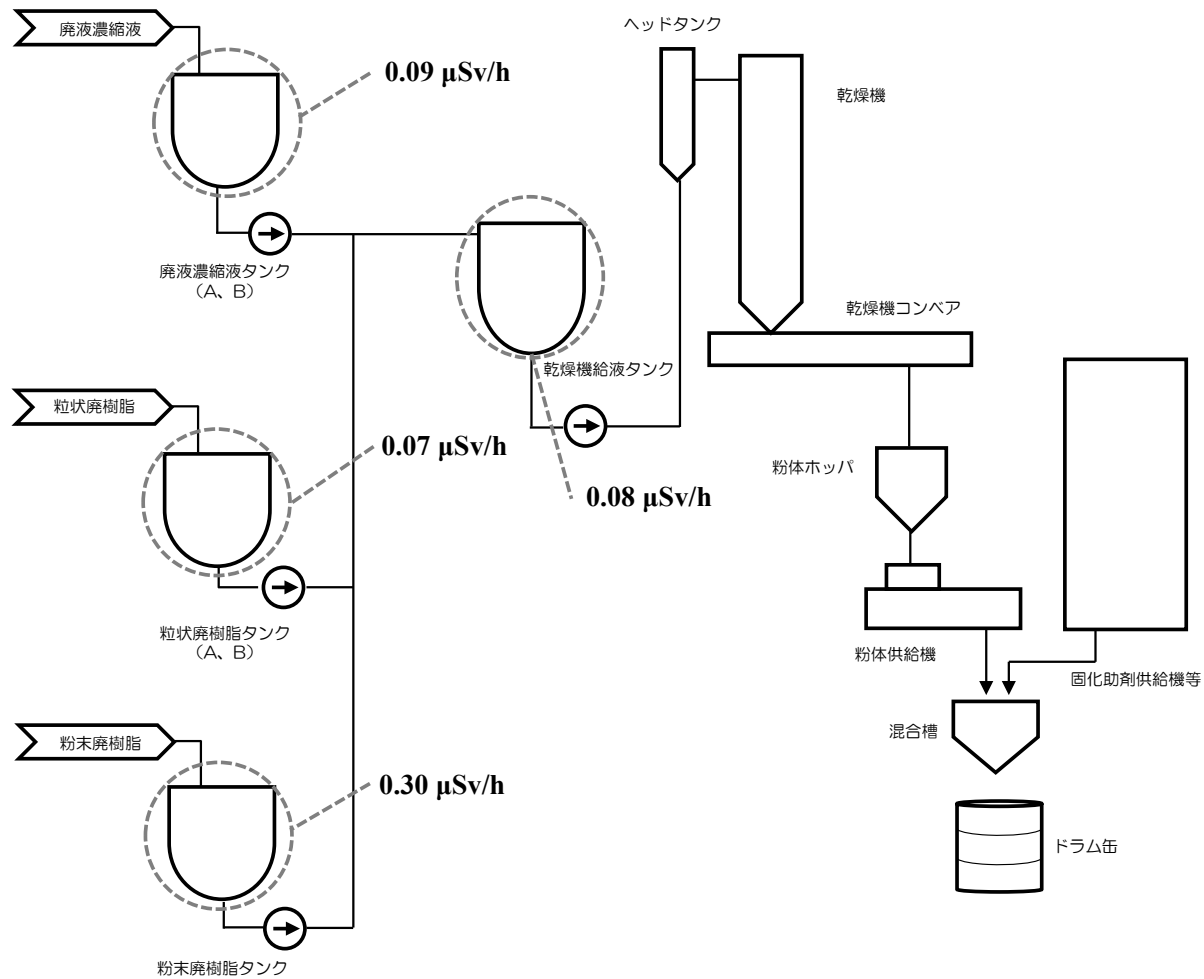 廃液濃縮液
0.09 μSv/h
廃液濃縮液タンク
(A、B)
粒状廃樹脂
0.07 μSv/h
粒状廃樹脂タンク
(A、B)
粉末廃樹脂
0.30 μSv/h
粉末廃樹脂タンク
乾燥機給液タンク
0.08 μSv/h
ヘッドタンク
乾燥機
乾燥機コンベア
粉体ホッパ
粉体供給機
固化助剤供給機等
混合槽
ドラム缶